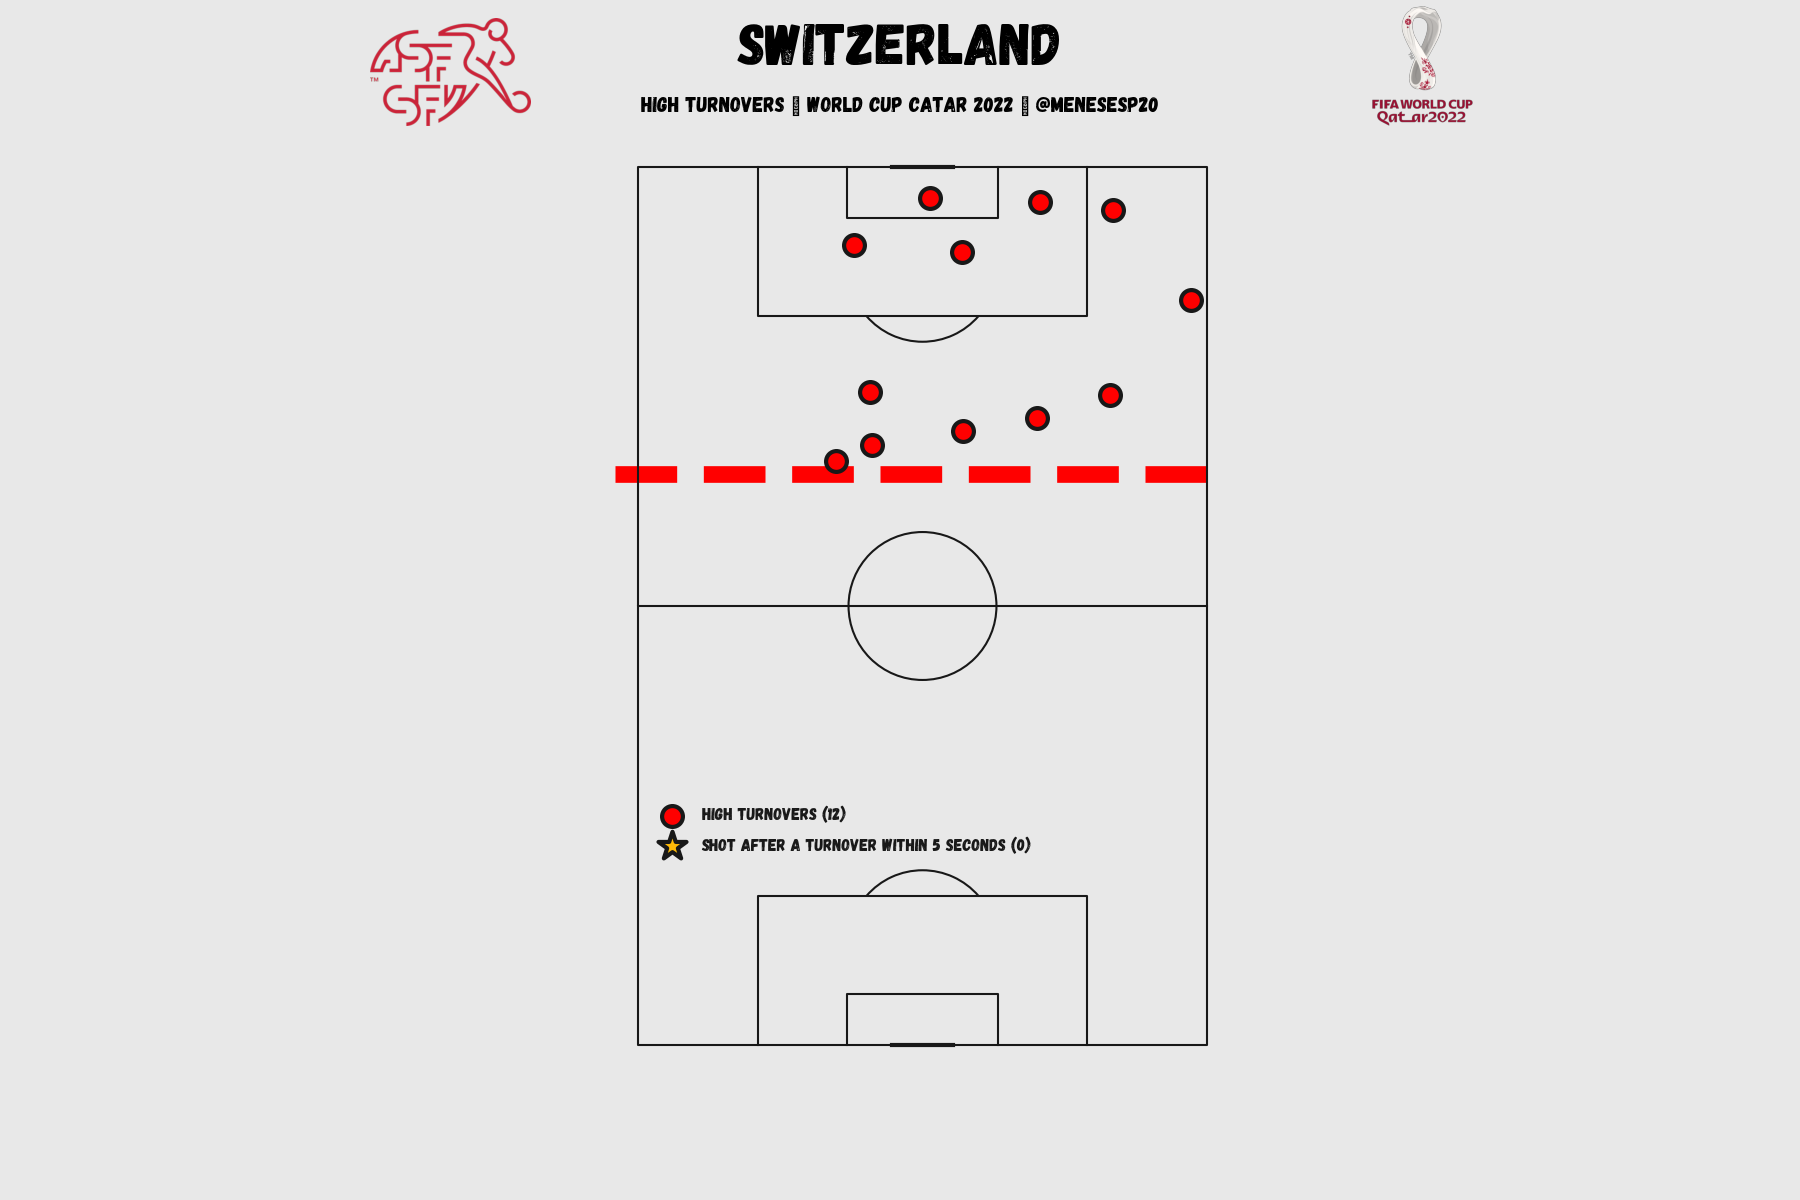 ASF
SFV
TM
SWITZERLAND
HIGH TURNOVERS ▯ WORLD CUP CATAR 2022 ▯ @MENESESP20
FIFA WORLD CUP
Qatar2022
HIGH TURNOVERS (12)
SHOT AFTER A TURNOVER WITHIN 5 SECONDS (0)